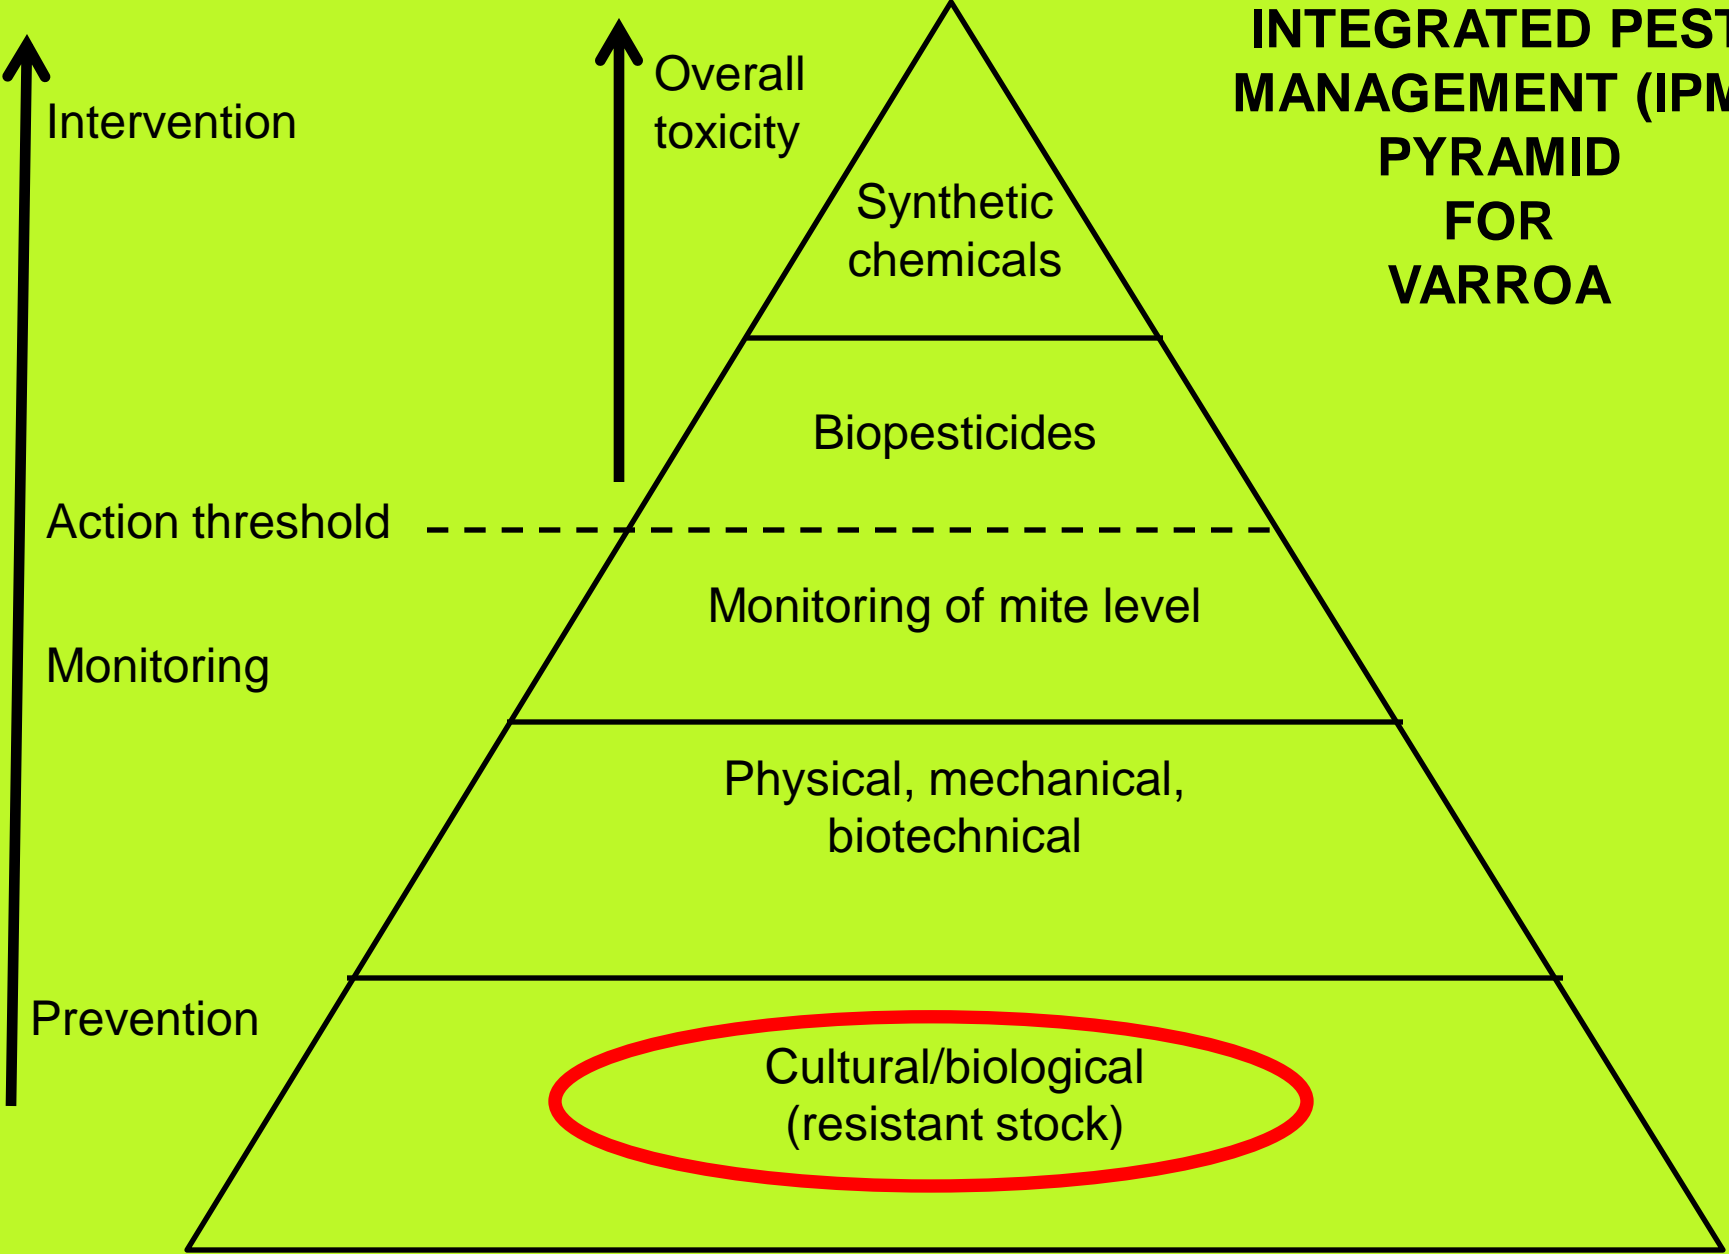 INTEGRATED PEST
MANAGEMENT (IPM
PYRAMID
FOR
VARROA
Intervention
Overall
toxicity
Synthetic
chemicals
Biopesticides
Action threshold
Monitoring of mite level
Monitoring
Physical, mechanical,
biotechnical
Prevention
Cultural/biological
(resistant stock)